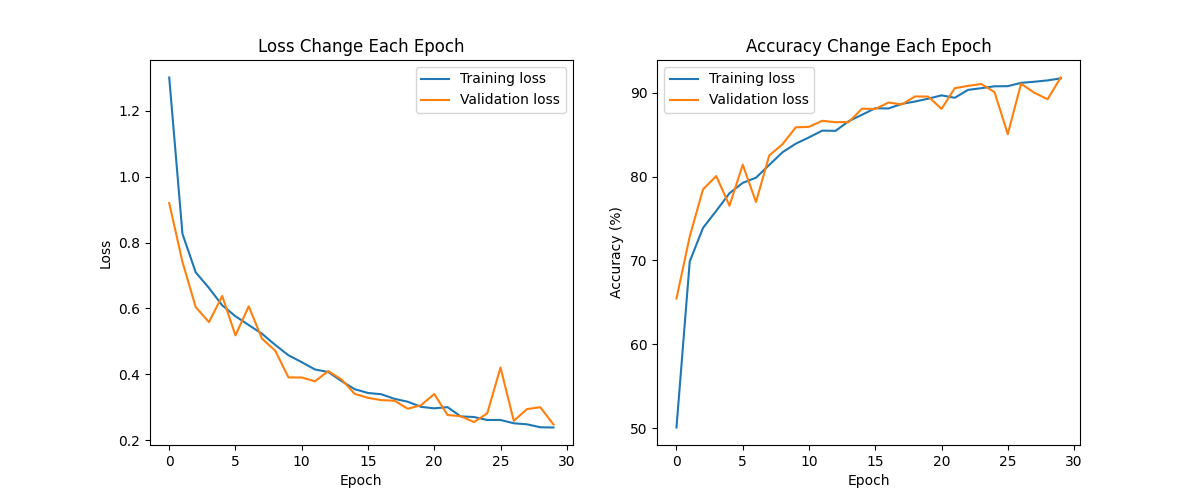 Loss Change Each Epoch
Training loss
Validation loss
1.2
1.0
0.8
0.6
0.4
0.2
Loss
0 5 10 15 20 25 30
Epoch
Accuracy Change Each Epoch
Training loss
Validation loss
90
80
70
60
50
Accuracy (%)
0 5 10 15 20 25 30
Epoch